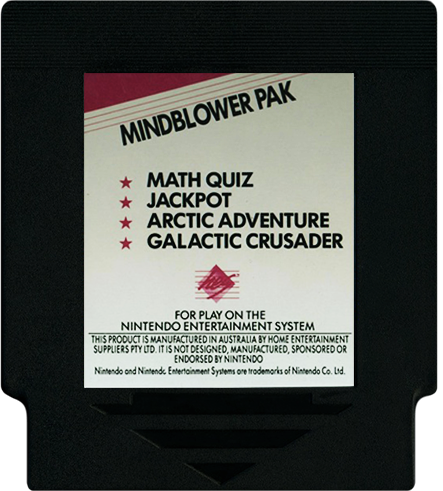 MINDBLOWER PAK
★ MATH QUIZ
★ JACKPOT
★ ARCTIC ADVENTURE
★ GALACTIC CRUSADER
hes
FOR PLAY ON THE
NINTENDO ENTERTAINMENT SYSTEM
THIS PRODUCT IS MANUFACTURED IN AUSTRALIA BY HOME ENTERTAINMENT
SUPPLIERS PTY LTD. IT IS NOT DESIGNED, MANUFACTURED, SPONSORED OR
ENDORSED BY NINTENDO
Nintendo and Nintendo Entertainment Systems are trademarks of Nintendo Co. Ltd.